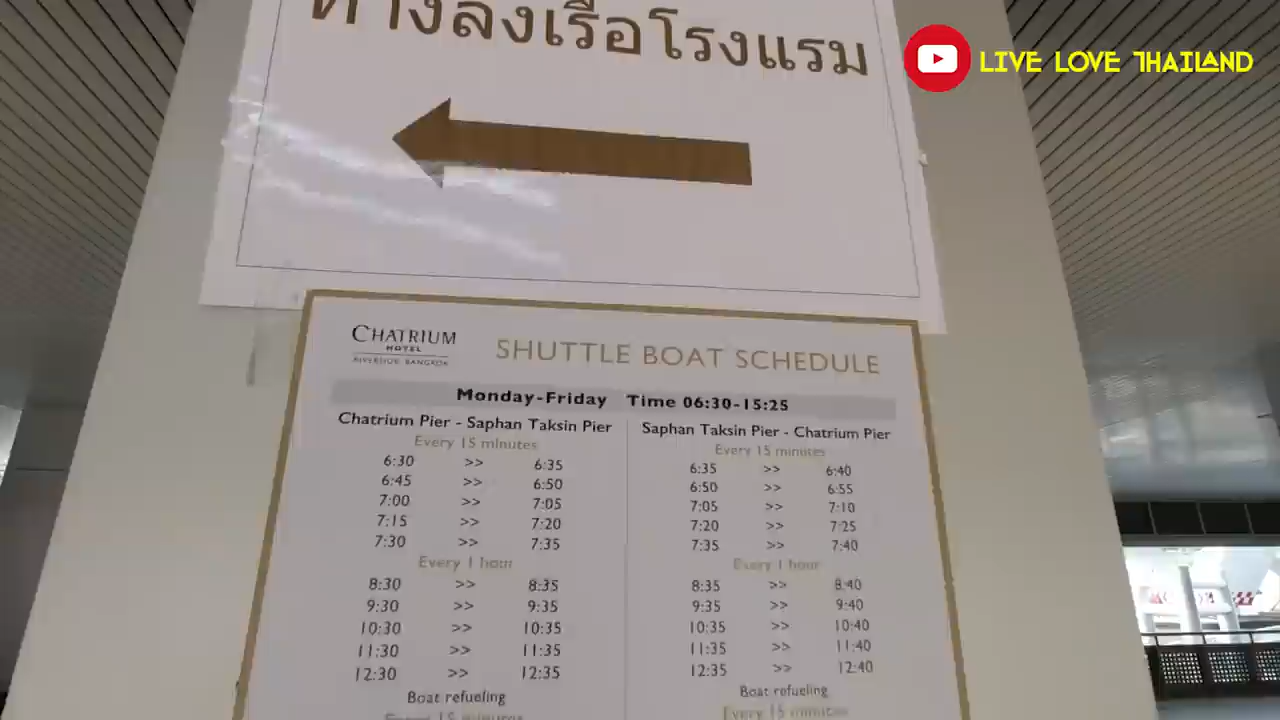 ทางลงเรือโรงแรม
LIVE LOVE THAILAND
CHATRIUM
HOTEL
RIVERSIDE BANGKOK
SHUTTLE BOAT SCHEDULE
Monday-Friday Time 06:30-15:25
Chatrium Pier - Saphan Taksin Pier
Every 15 minutes
6:30 >> 6:35
6:45 >> 6:50
7:00 >> 7:05
7:15 >> 7:20
7:30 >> 7:35
Every 1 hour
8:30 >> 8:35
9:30 >> 9:35
10:30 >> 10:35
11:30 >> 11:35
12:30 >> 12:35
Boat refueling
Every 15 minutes
Saphan Taksin Pier - Chatrium Pier
Every 15 minutes
6:35 >> 6:40
6:50 >> 6:55
7:05 >> 7:10
7:20 >> 7:25
7:35 >> 7:40
Every 1 hour
8:35 >> 8:40
9:35 >> 9:40
10:35 >> 10:40
11:35 >> 11:40
12:35 >> 12:40
Boat refueling
Every 15 minutes